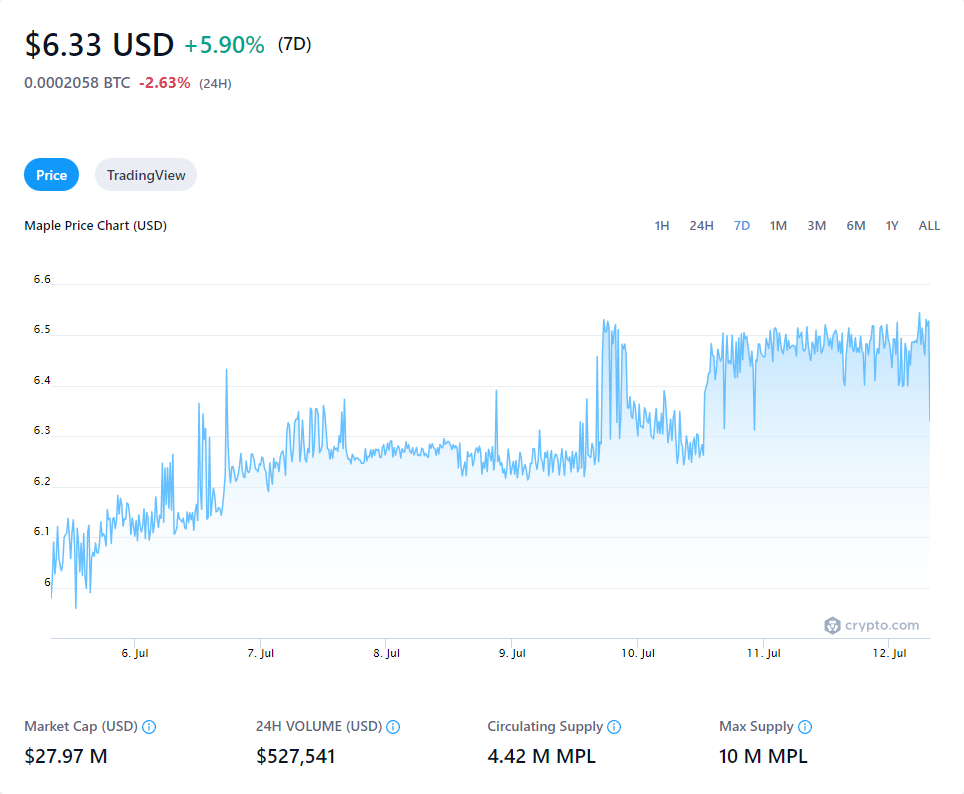 $6.33 USD +5.90% (7D)
0.0002058 BTC -2.63% (24H)
Price TradingView
Maple Price Chart (USD) 1H 24H 7D 1M 3M 6M 1Y ALL
6.6
6.5
6.4
6.3
6.2
6.1
6
crypto.com
6. Jul 7. Jul 8. Jul 9. Jul 10. Jul 11. Jul 12. Jul
Market Cap (USD) 24H VOLUME (USD) Circulating Supply Max Supply
$27.97 M $527,541 4.42 M MPL 10 M MPL